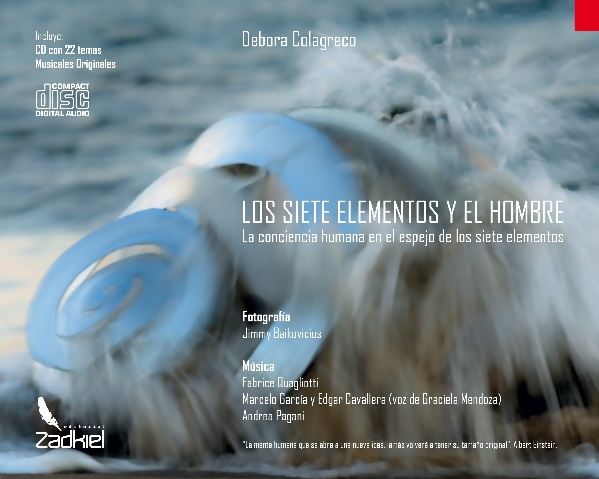 Incluye:
CD con 22 temas
Musicales Originales
COMPACT
disc
DIGITAL AUDIO
Debora Colagreco
LOS SIETE ELEMENTOS Y EL HOMBRE
La conciencia humana en el espejo de los siete elementos
Fotografía
Jimmy Baikovicius
Música
Fabrice Quagliotti
Marcelo García y Edgar Cavallera (voz de Graciela Mendoza)
Andrea Pagani
editorial
Zadkiel
"La mente humana que se abre a una nueva idea, jamás volverá a tener su tamaño original". Albert Einstein.